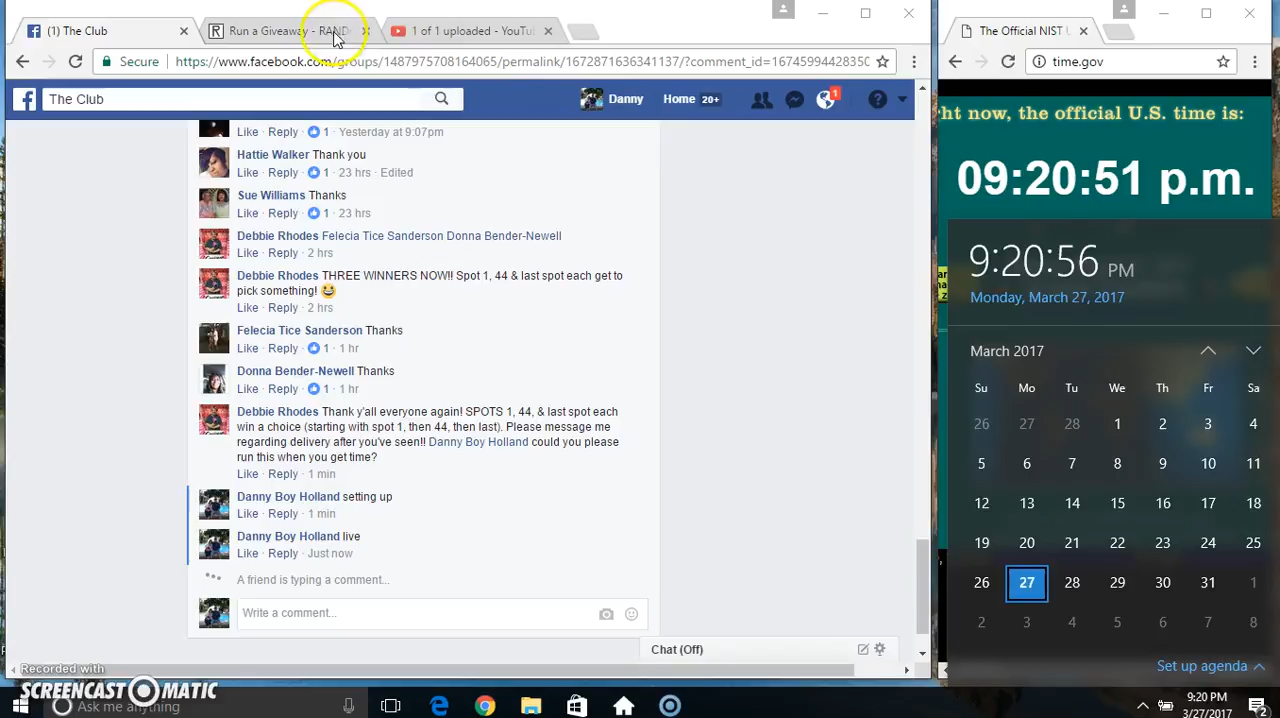 (1) The Club
Run a Giveaway - RAND
1 of 1 uploaded - YouTu
The Official NIST
Secure
https://www.facebook.com/groups/1487975708164065/permalink/1672871636341137/?comment_id=16745994428350
time.gov
The Club
Danny
Home 20+
1
ht now, the official U.S. time is:
09:20:51 p.m.
Like · Reply · 1 · Yesterday at 9:07pm
Hattie Walker Thank you
Like · Reply · 1 · 23 hrs · Edited
Sue Williams Thanks
Like · Reply · 1 · 23 hrs
Debbie Rhodes Felecia Tice Sanderson Donna Bender-Newell
Like · Reply · 2 hrs
Debbie Rhodes THREE WINNERS NOW!! Spot 1, 44 & last spot each get to
pick something!
Like · Reply · 2 hrs
Felecia Tice Sanderson Thanks
Like · Reply · 1 · 1 hr
Donna Bender-Newell Thanks
Like · Reply · 1 · 1 hr
Debbie Rhodes Thank y'all everyone again! SPOTS 1, 44, & last spot each
win a choice (starting with spot 1, then 44, then last). Please message me
regarding delivery after you've seen!! Danny Boy Holland could you please
run this when you get time?
Like · Reply · 1 min
Danny Boy Holland setting up
Like · Reply · 1 min
Danny Boy Holland live
Like · Reply · Just now
A friend is typing a comment...
Write a comment...
Chat (Off)
9:20:56 PM
Monday, March 27, 2017
March 2017
Su Mo Tu We Th Fr Sa
26 27 28 1 2 3 4
5 6 7 8 9 10 11
12 13 14 15 16 17 18
19 20 21 22 23 24 25
26 27 28 29 30 31 1
2 3 4 5 6 7 8
Set up agenda
Recorded with
SCREENCAST-O-MATIC
Ask me anything
9:20 PM
3/27/2017
2